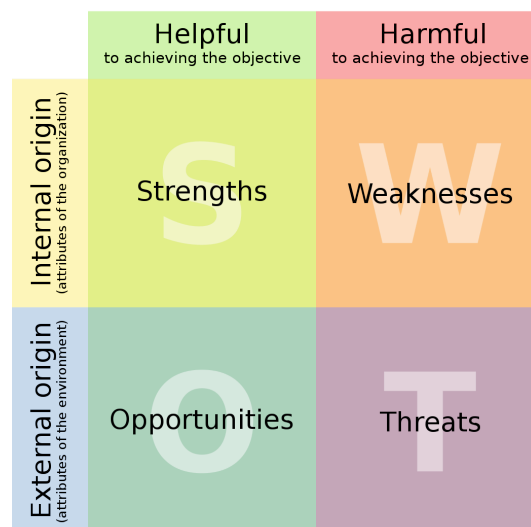 Helpful
to achieving the objective
Harmful
to achieving the objective
Internal origin
(attributes of the organization)
S
Strengths
W
Weaknesses
External origin
(attributes of the environment)
O
Opportunities
T
Threats